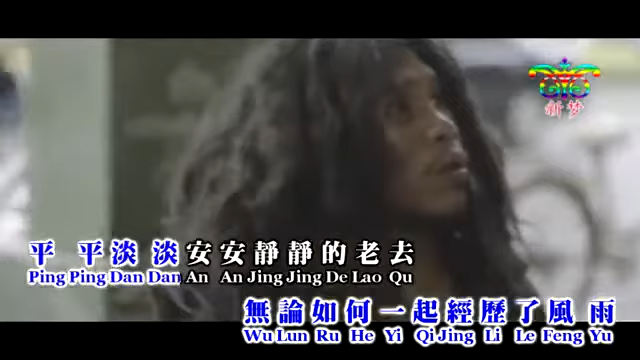 新梦
平平淡淡安安靜靜的老去
Ping Ping Dan Dan An An Jing Jing De Lao Qu
無論如何一起經歷了風雨
Wu Lun Ru He Yi Qi Jing Li Le Feng Yu